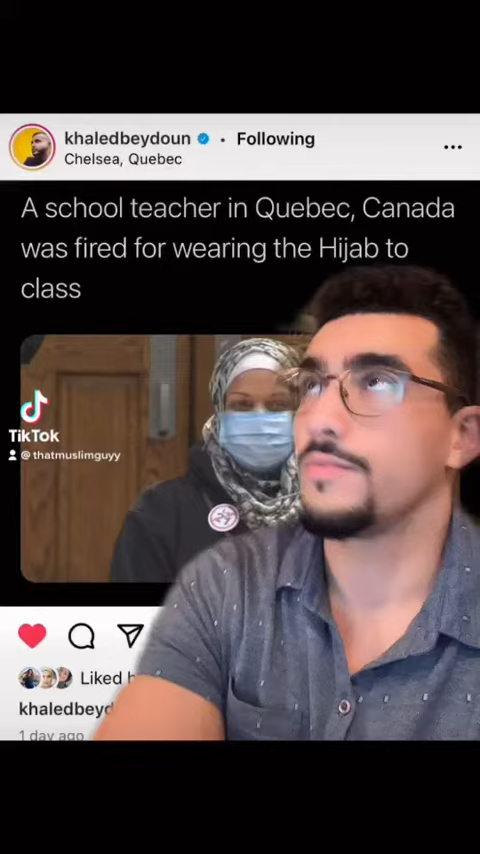 khaledbeydoun • Following
Chelsea, Quebec
A school teacher in Quebec, Canada
was fired for wearing the Hijab to
class
TikTok
@thatmuslimguyy
Liked
khaledbeyd
1 day ago